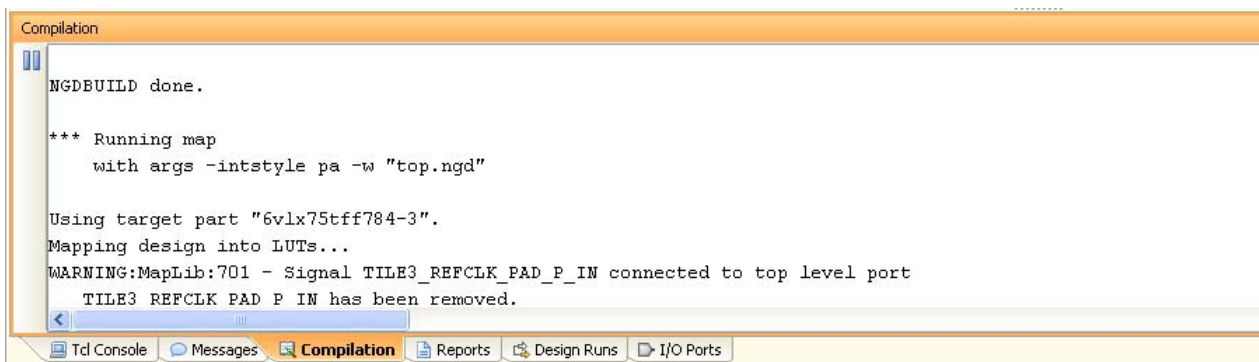 Compilation
NGDBUILD done.
*** Running map
with args -intstyle pa -w "top.ngd"
Using target part "6vlx75tff784-3".
Mapping design into LUTs...
WARNING:MapLib:701 - Signal TILE3_REFCLK_PAD_P_IN connected to top level port
TILE3_REFCLK_PAD_P_IN has been removed.
Tcl Console Messages Compilation Reports Design Runs I/O Ports